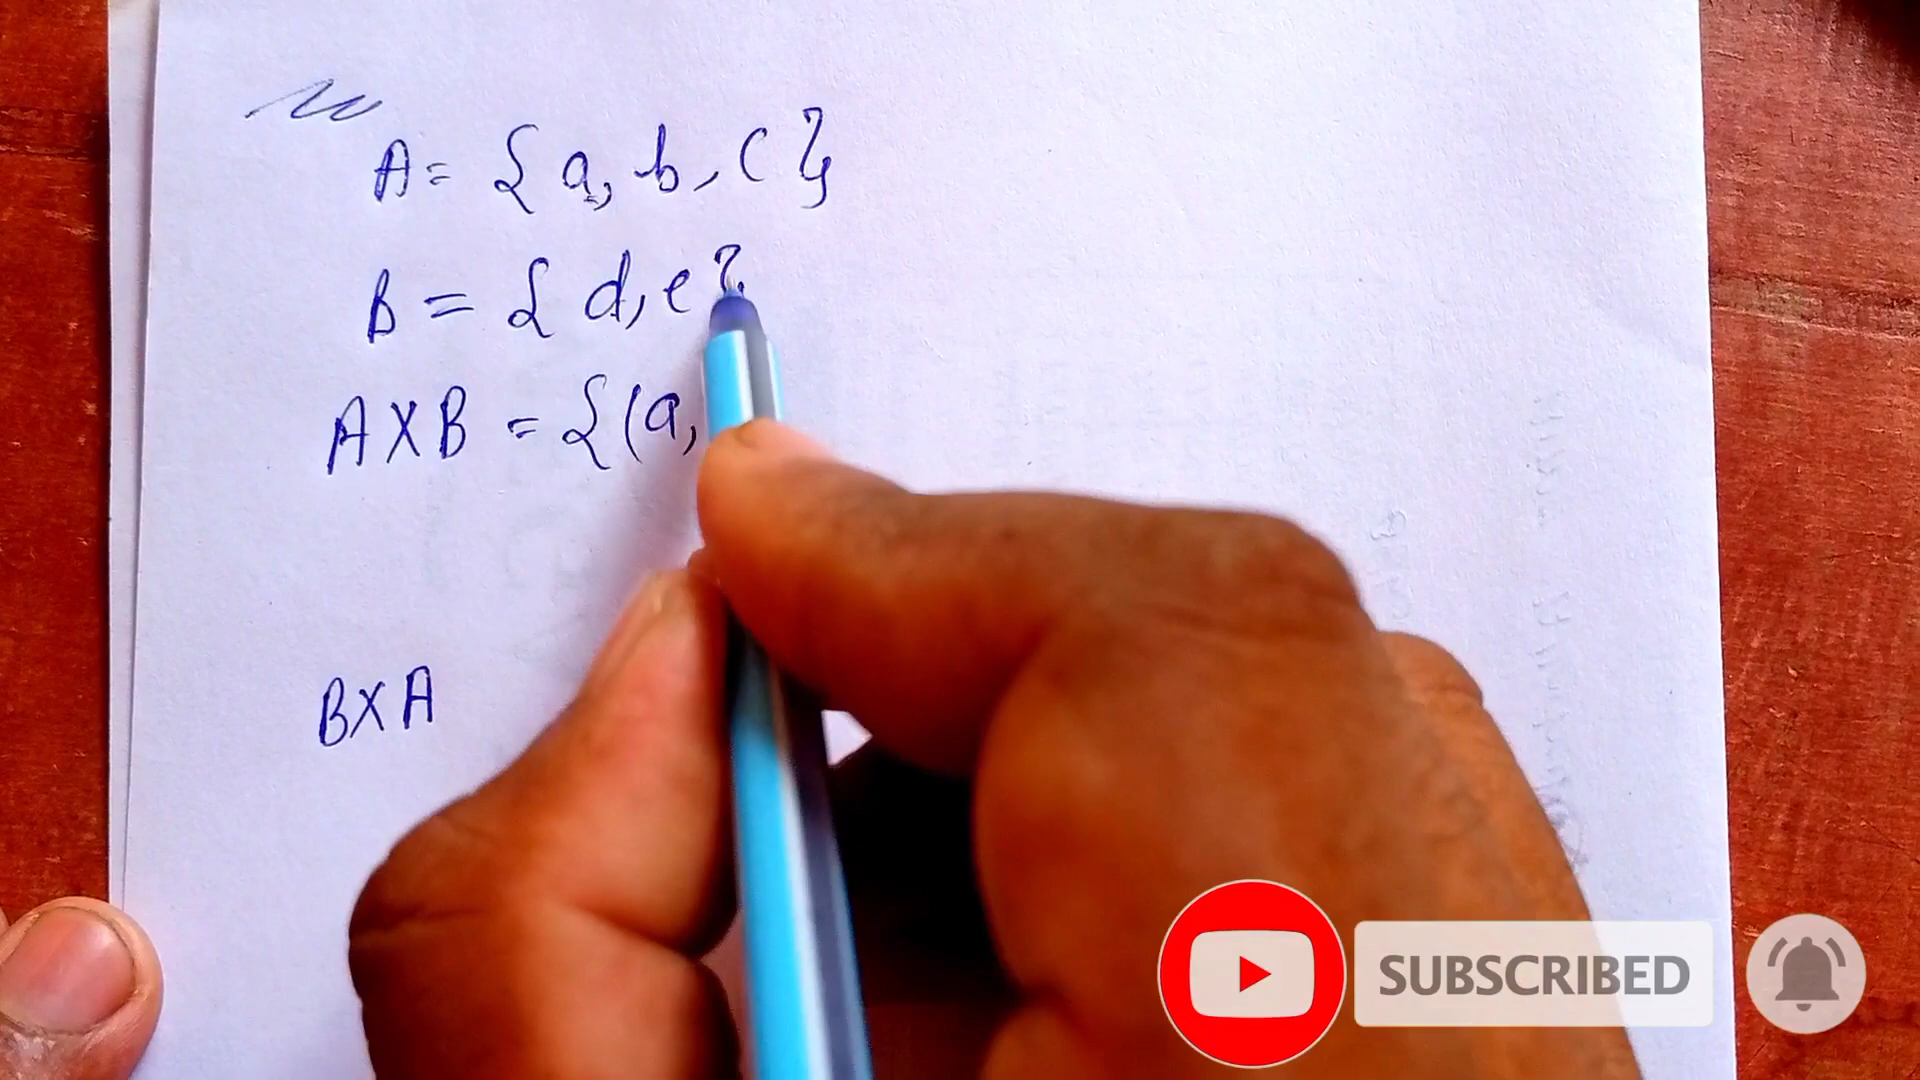 A = { a, b, c }
B = { d, e }
A X B = { (a,
B X A
SUBSCRIBED